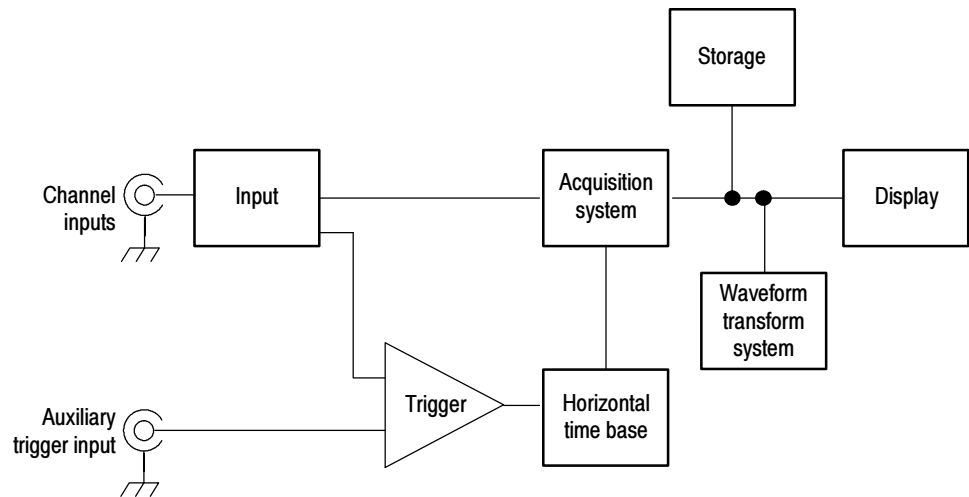 Storage
Channel
inputs
Input
Acquisition
system
Display
Waveform
transform
system
Auxiliary
trigger input
Trigger
Horizontal
time base